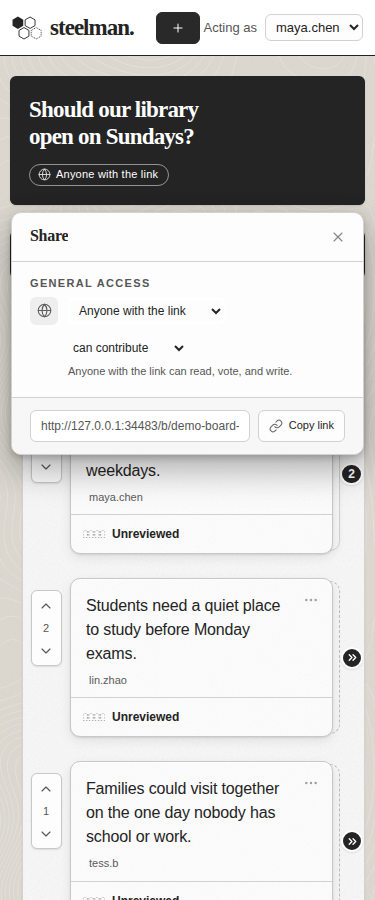 steelman.
+
Acting as
maya.chen
Should our library
open on Sundays?
Anyone with the link
Share
GENERAL ACCESS
Anyone with the link
can contribute
Anyone with the link can read, vote, and write.
http://127.0.0.1:34483/b/demo-board-
Copy link
weekdays.
maya.chen
2
Unreviewed
Students need a quiet place
to study before Monday
exams.
2
lin.zhao
Unreviewed
Families could visit together
on the one day nobody has
school or work.
1
tess.b
Unreviewed